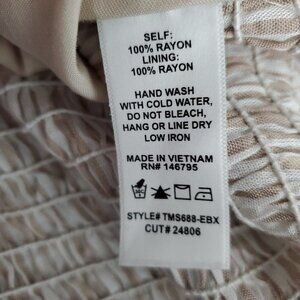 SELF:
100% RAYON
LINING:
100% RAYON
HAND WASH
WITH COLD WATER,
DO NOT BLEACH,
HANG OR LINE DRY
LOW IRON
MADE IN VIETNAM
RN# 146795
STYLE# TMS688-EBX
CUT# 24806